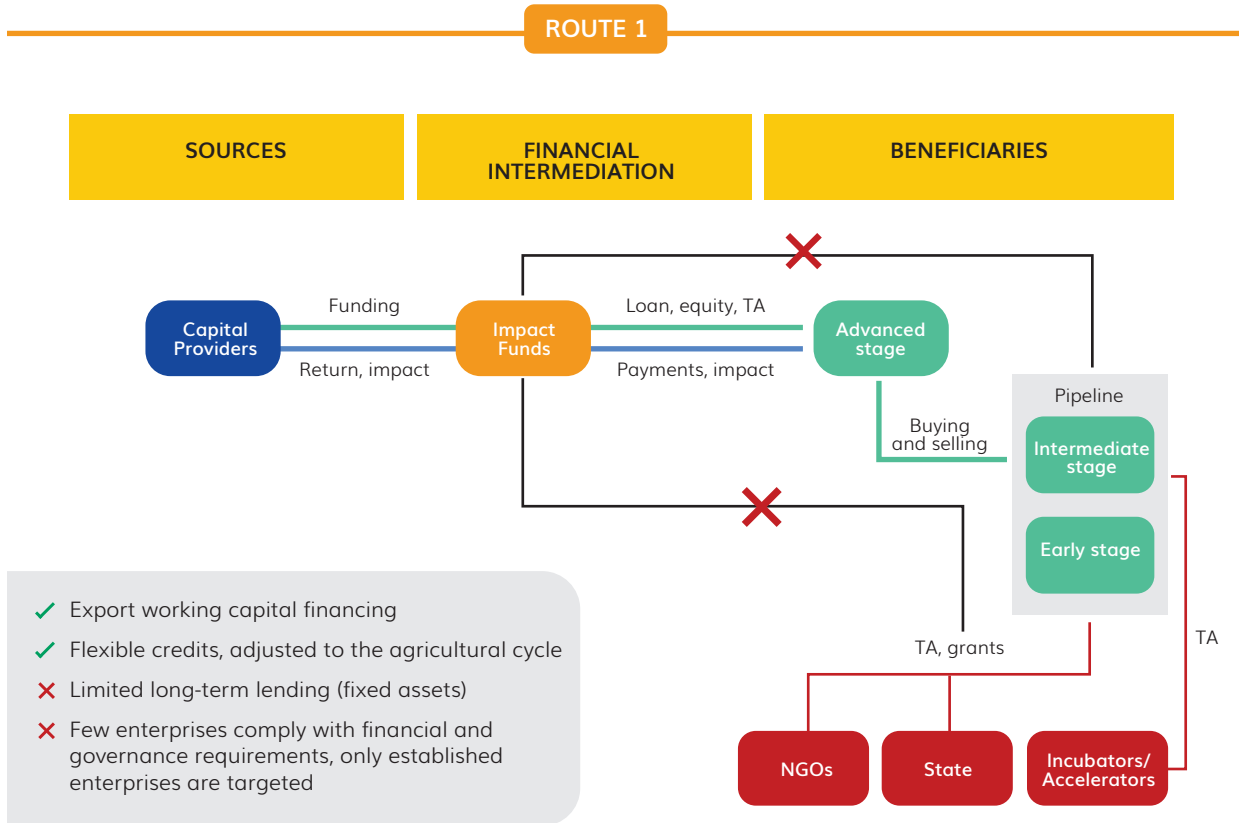 ROUTE 1
SOURCES
FINANCIAL
INTERMEDIATION
BENEFICIARIES
Funding
Loan, equity, TA
Capital
Providers
Impact
Funds
Advanced
stage
Return, impact
Payments, impact
Pipeline
Buying
and selling
Intermediate
stage
Early stage
Export working capital financing
Flexible credits, adjusted to the agricultural cycle
Limited long-term lending (fixed assets)
Few enterprises comply with financial and
governance requirements, only established
enterprises are targeted
TA, grants
TA
NGOs
State
Incubators/
Accelerators